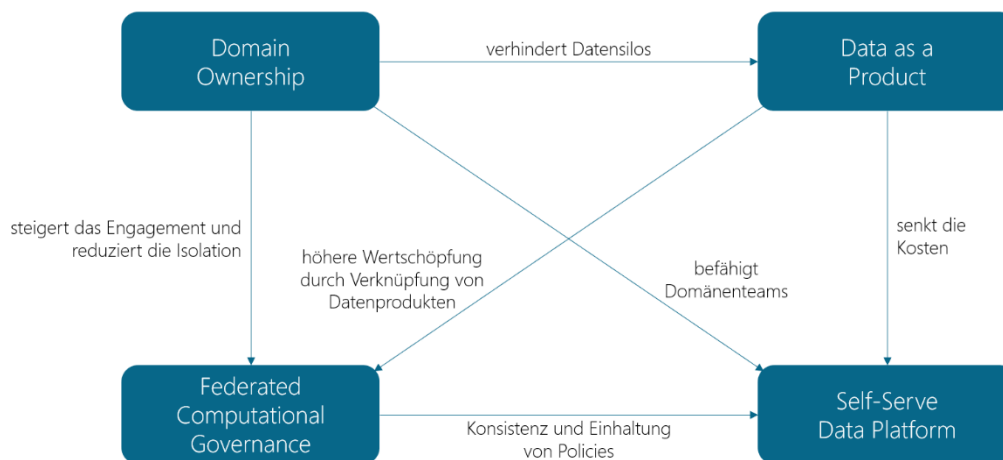 Domain
Ownership
verhindert Datensilos
Data as a
Product
steigert das Engagement und
reduziert die Isolation
höhere Wertschöpfung
durch Verknüpfung von
Datenprodukten
befähigt
Domänenteams
senkt die
Kosten
Federated
Computational
Governance
Konsistenz und Einhaltung
von Policies
Self-Serve
Data Platform